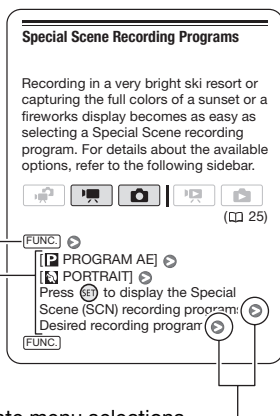 Special Scene Recording Programs
Recording in a very bright ski resort or
capturing the full colors of a sunset or a
fireworks display becomes as easy as
selecting a Special Scene recording
program. For details about the available
options, refer to the following sidebar.
( 25)
FUNC.
[P PROGRAM AE]
[PORTRAIT]
Press SET to display the Special
Scene (SCN) recording programs
Desired recording program
FUNC.
menu selections